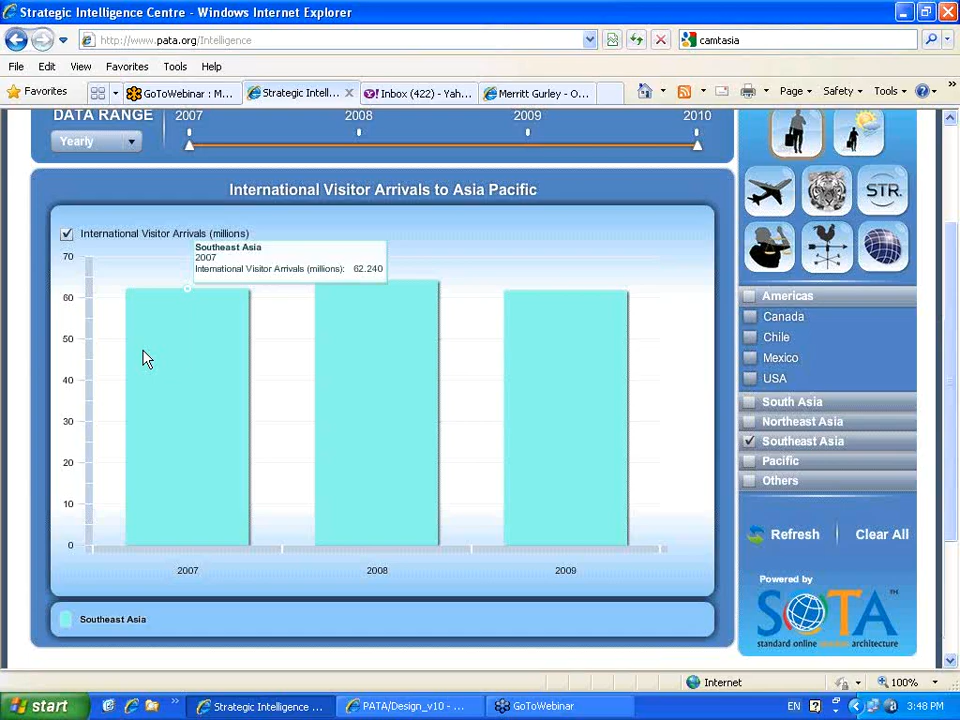 Strategic Intelligence Centre - Windows Internet Explorer
http://www.pata.org/Intelligence
camtasia
File Edit View Favorites Tools Help
Favorites
GoToWebinar : M...
Strategic Intell...
Inbox (422) - Yah...
Merritt Gurley - O...
Page
Safety
Tools
DATA RANGE
Yearly
2007 2008 2009 2010
International Visitor Arrivals to Asia Pacific
International Visitor Arrivals (millions)
Southeast Asia
2007
International Visitor Arrivals (millions): 62.240
70
60
50
40
30
20
10
0
2007 2008 2009
Southeast Asia
STR.
Americas
Canada
Chile
Mexico
USA
South Asia
Northeast Asia
Southeast Asia
Pacific
Others
Refresh
Clear All
Powered by
SOTA™
standard online tourism architecture
Internet
100%
start
Strategic Intelligence ...
PATA/Design_v10 - ...
GoToWebinar
EN
3:48 PM